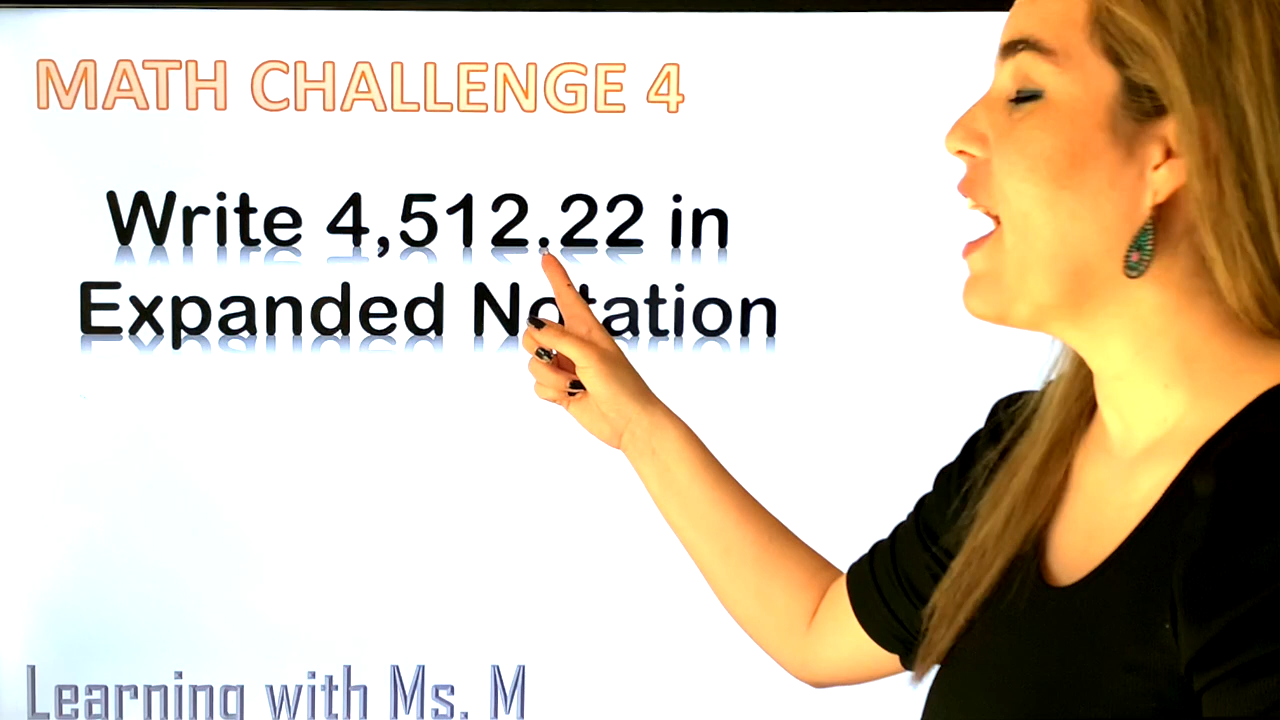 MATH CHALLENGE 4
Write 4,512.22 in
Expanded Notation
Learning with Ms. M